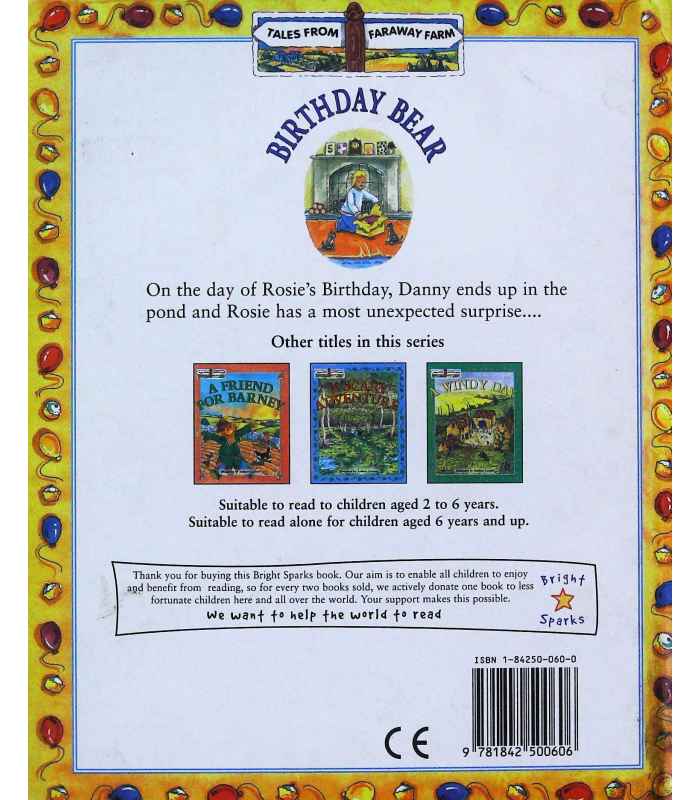 TALES FROM FARAWAY FARM
BIRTHDAY BEAR
On the day of Rosie's Birthday, Danny ends up in the
pond and Rosie has a most unexpected surprise....
Other titles in this series
A FRIEND FOR BARNEY
A SCARY ADVENTURE
A WINDY DAY
Suitable to read to children aged 2 to 6 years.
Suitable to read alone for children aged 6 years and up.
Thank you for buying this Bright Sparks book. Our aim is to enable all children to enjoy
and benefit from reading, so for every two books sold, we actively donate one book to less
fortunate children here and all over the world. Your support makes this possible.
We want to help the world to read
Bright
Sparks
ISBN 1-84250-060-0
CE
9 781842 500606